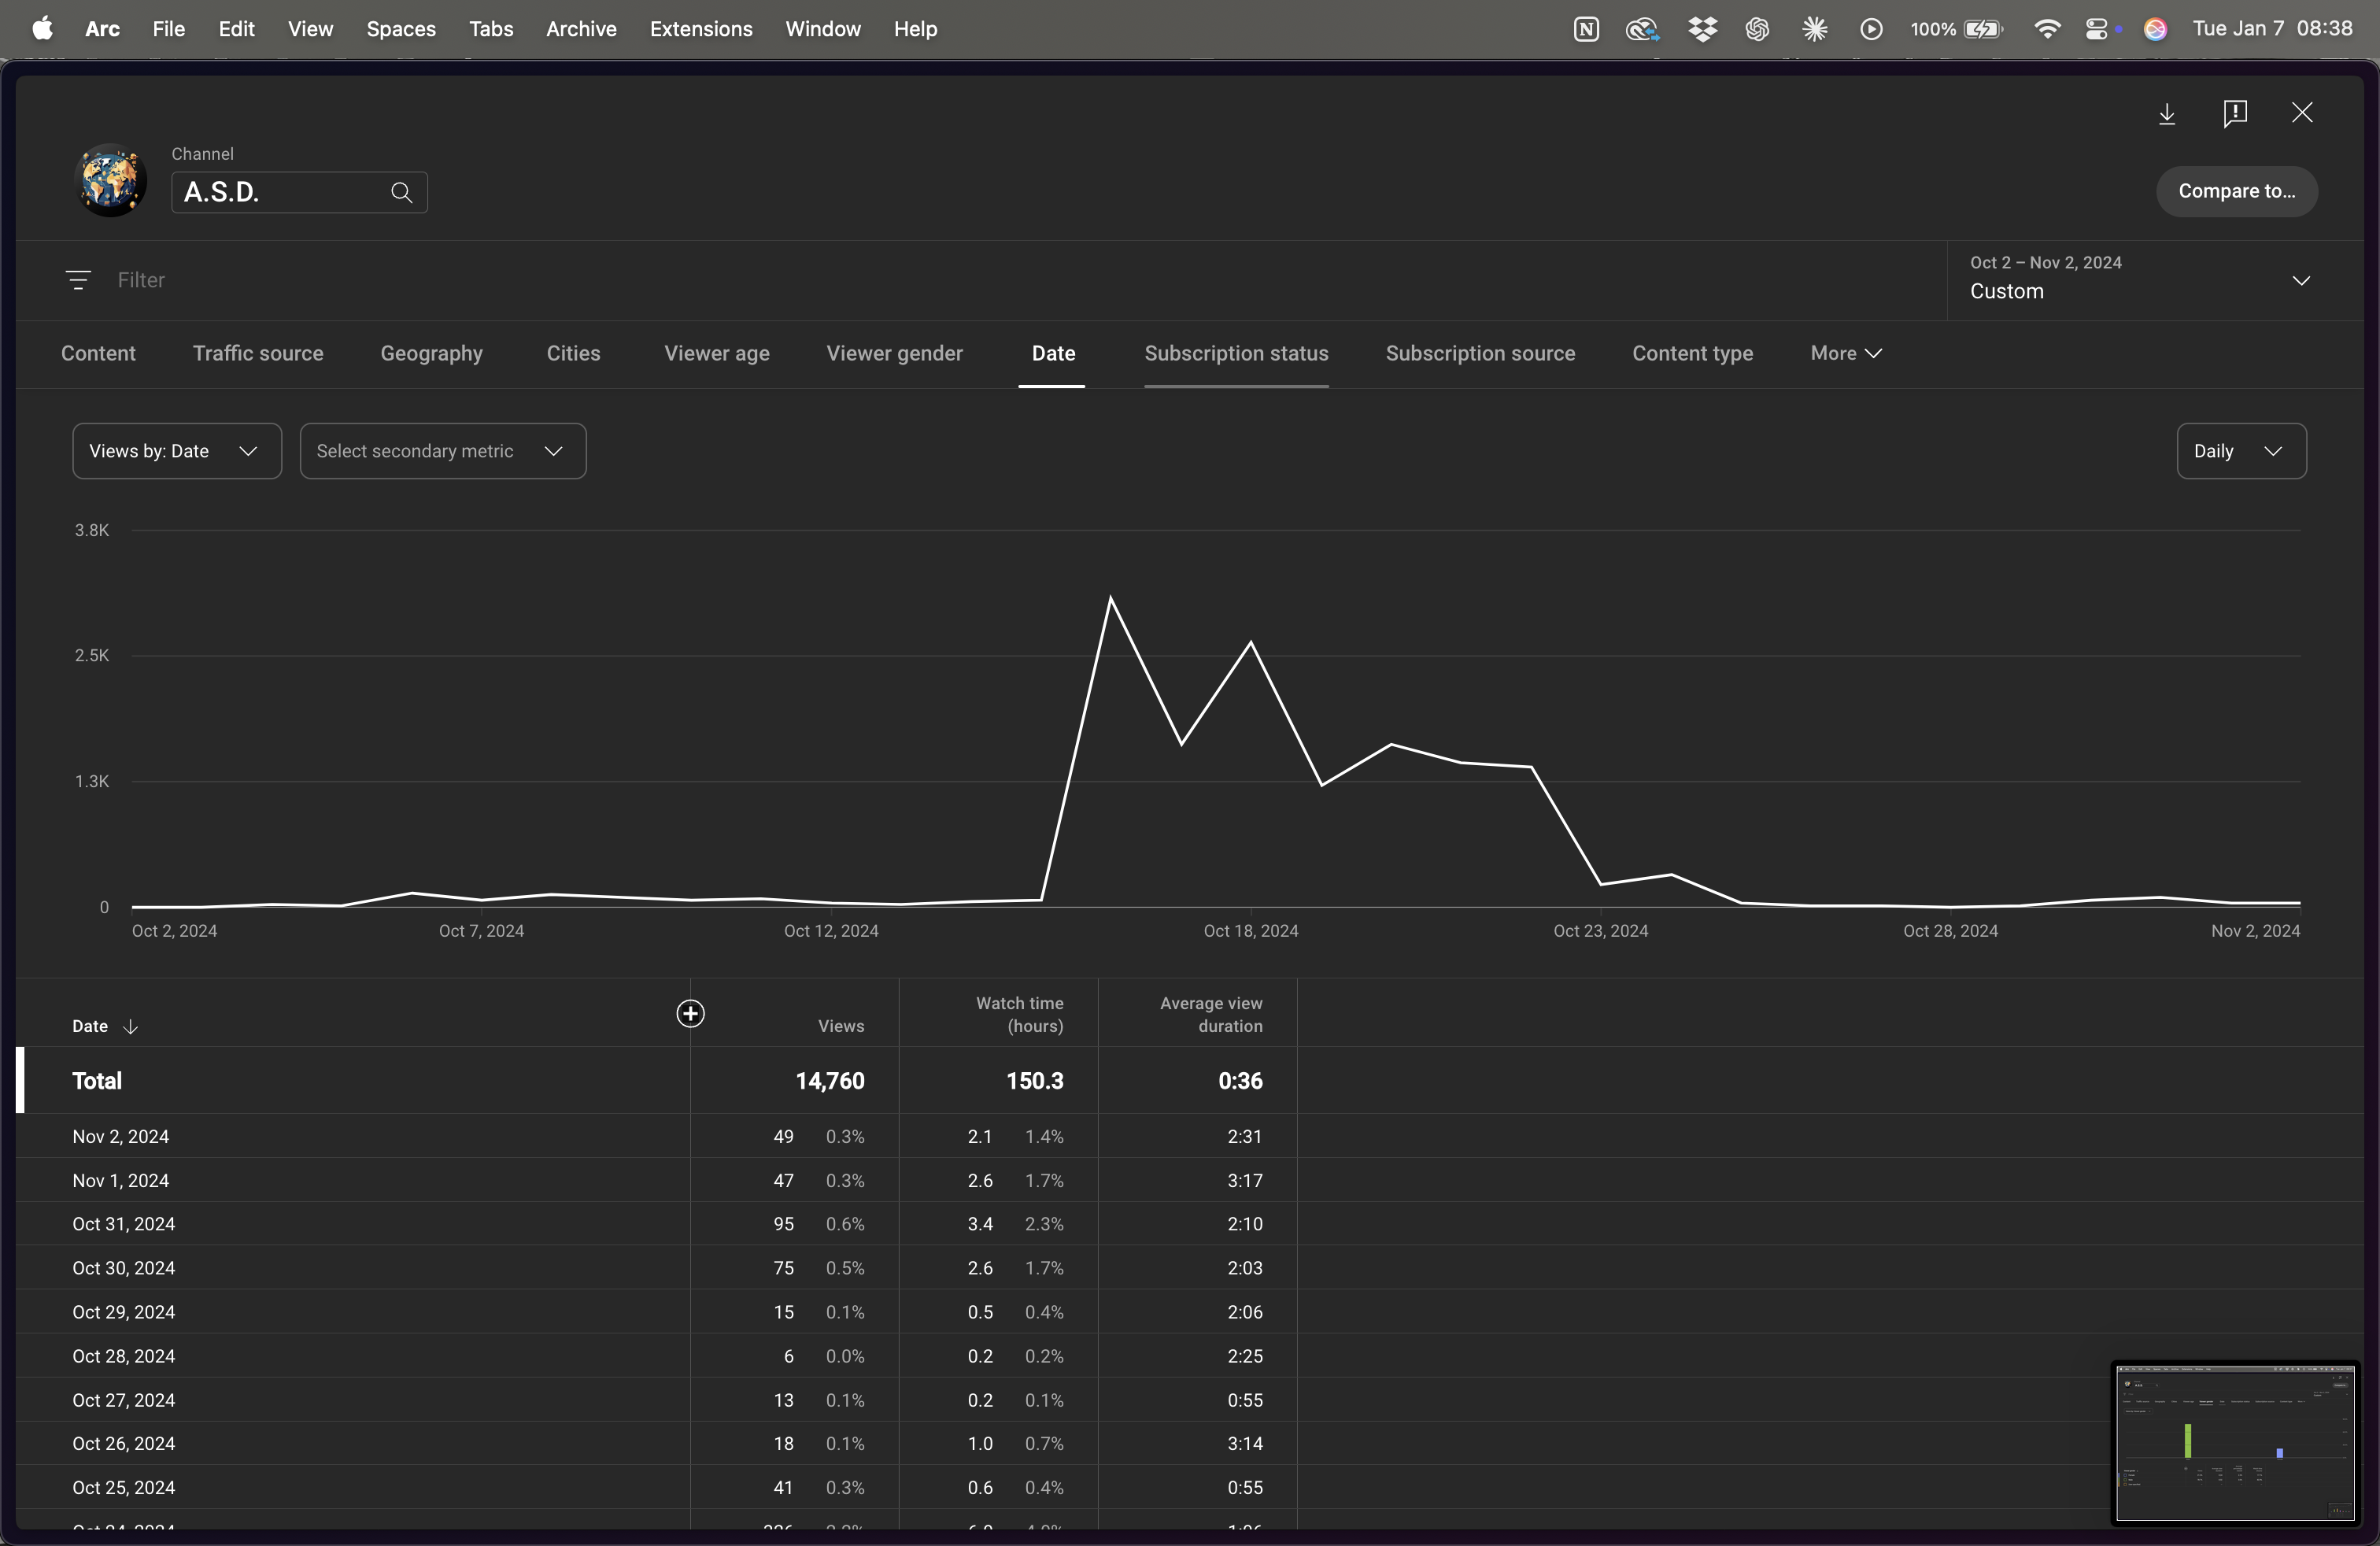 Arc File Edit View Spaces Tabs Archive Extensions Window Help 100% Tue Jan 7 08:38
Channel
A.S.D.
Compare to...
Filter
Oct 2 – Nov 2, 2024
Custom
Content Traffic source Geography Cities Viewer age Viewer gender Date Subscription status Subscription source Content type More
Views by: Date Select secondary metric Daily
3.8K
2.5K
1.3K
0
Oct 2, 2024 Oct 7, 2024 Oct 12, 2024 Oct 18, 2024 Oct 23, 2024 Oct 28, 2024 Nov 2, 2024
Date Views Watch time (hours) Average view duration
Total 14,760 150.3 0:36
Nov 2, 2024 49 0.3% 2.1 1.4% 2:31
Nov 1, 2024 47 0.3% 2.6 1.7% 3:17
Oct 31, 2024 95 0.6% 3.4 2.3% 2:10
Oct 30, 2024 75 0.5% 2.6 1.7% 2:03
Oct 29, 2024 15 0.1% 0.5 0.4% 2:06
Oct 28, 2024 6 0.0% 0.2 0.2% 2:25
Oct 27, 2024 13 0.1% 0.2 0.1% 0:55
Oct 26, 2024 18 0.1% 1.0 0.7% 3:14
Oct 25, 2024 41 0.3% 0.6 0.4% 0:55